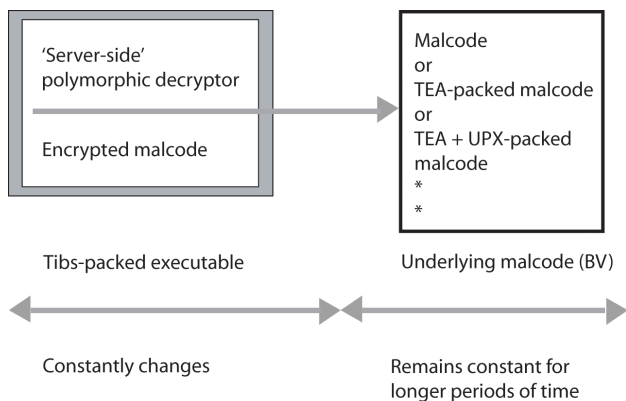 ‘Server-side’
polymorphic decryptor
Encrypted malcode
Malcode
or
TEA-packed malcode
or
TEA + UPX-packed
malcode
*
*
Tibs-packed executable
Underlying malcode (BV)
Constantly changes
Remains constant for
longer periods of time